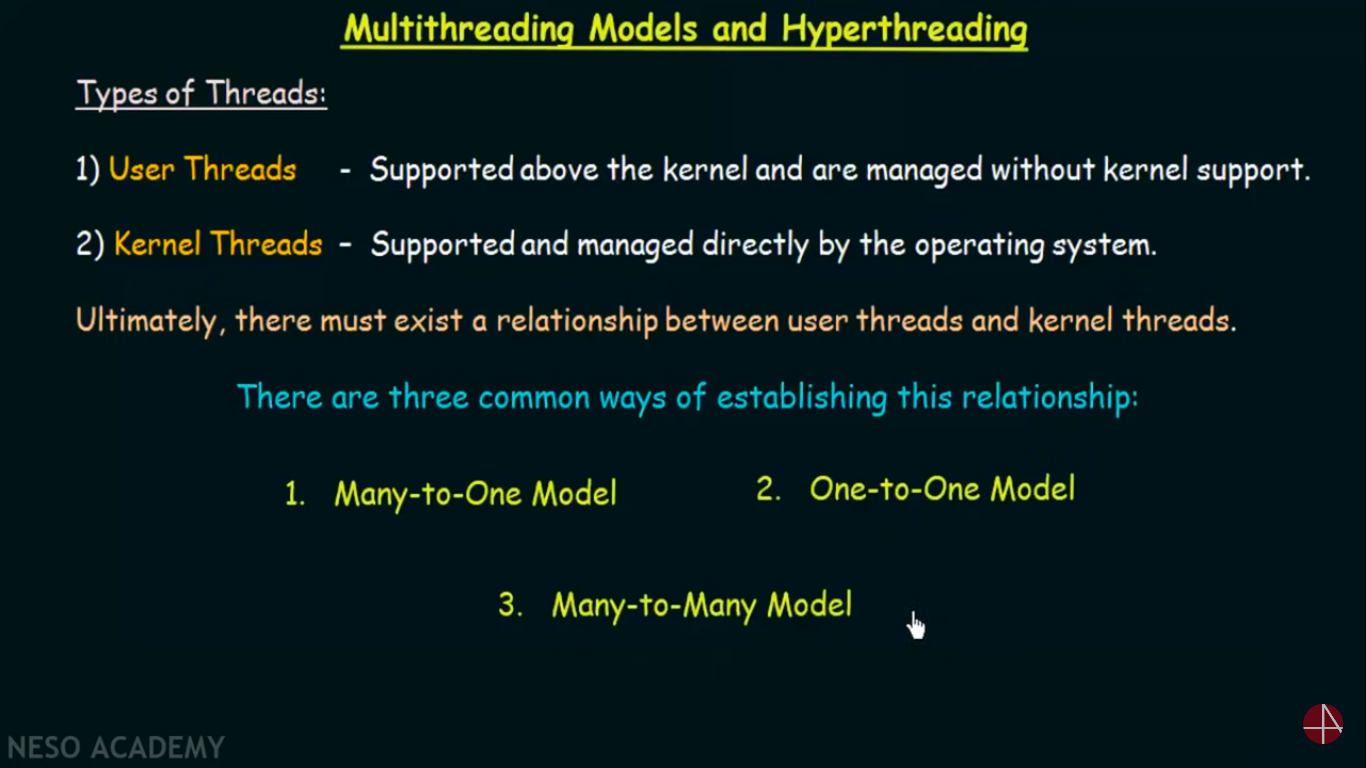 Multithreading Models and Hyperthreading
Types of Threads:
1) User Threads - Supported above the kernel and are managed without kernel support.
2) Kernel Threads - Supported and managed directly by the operating system.
Ultimately, there must exist a relationship between user threads and kernel threads.
There are three common ways of establishing this relationship:
1. Many-to-One Model
2. One-to-One Model
3. Many-to-Many Model
NESO ACADEMY